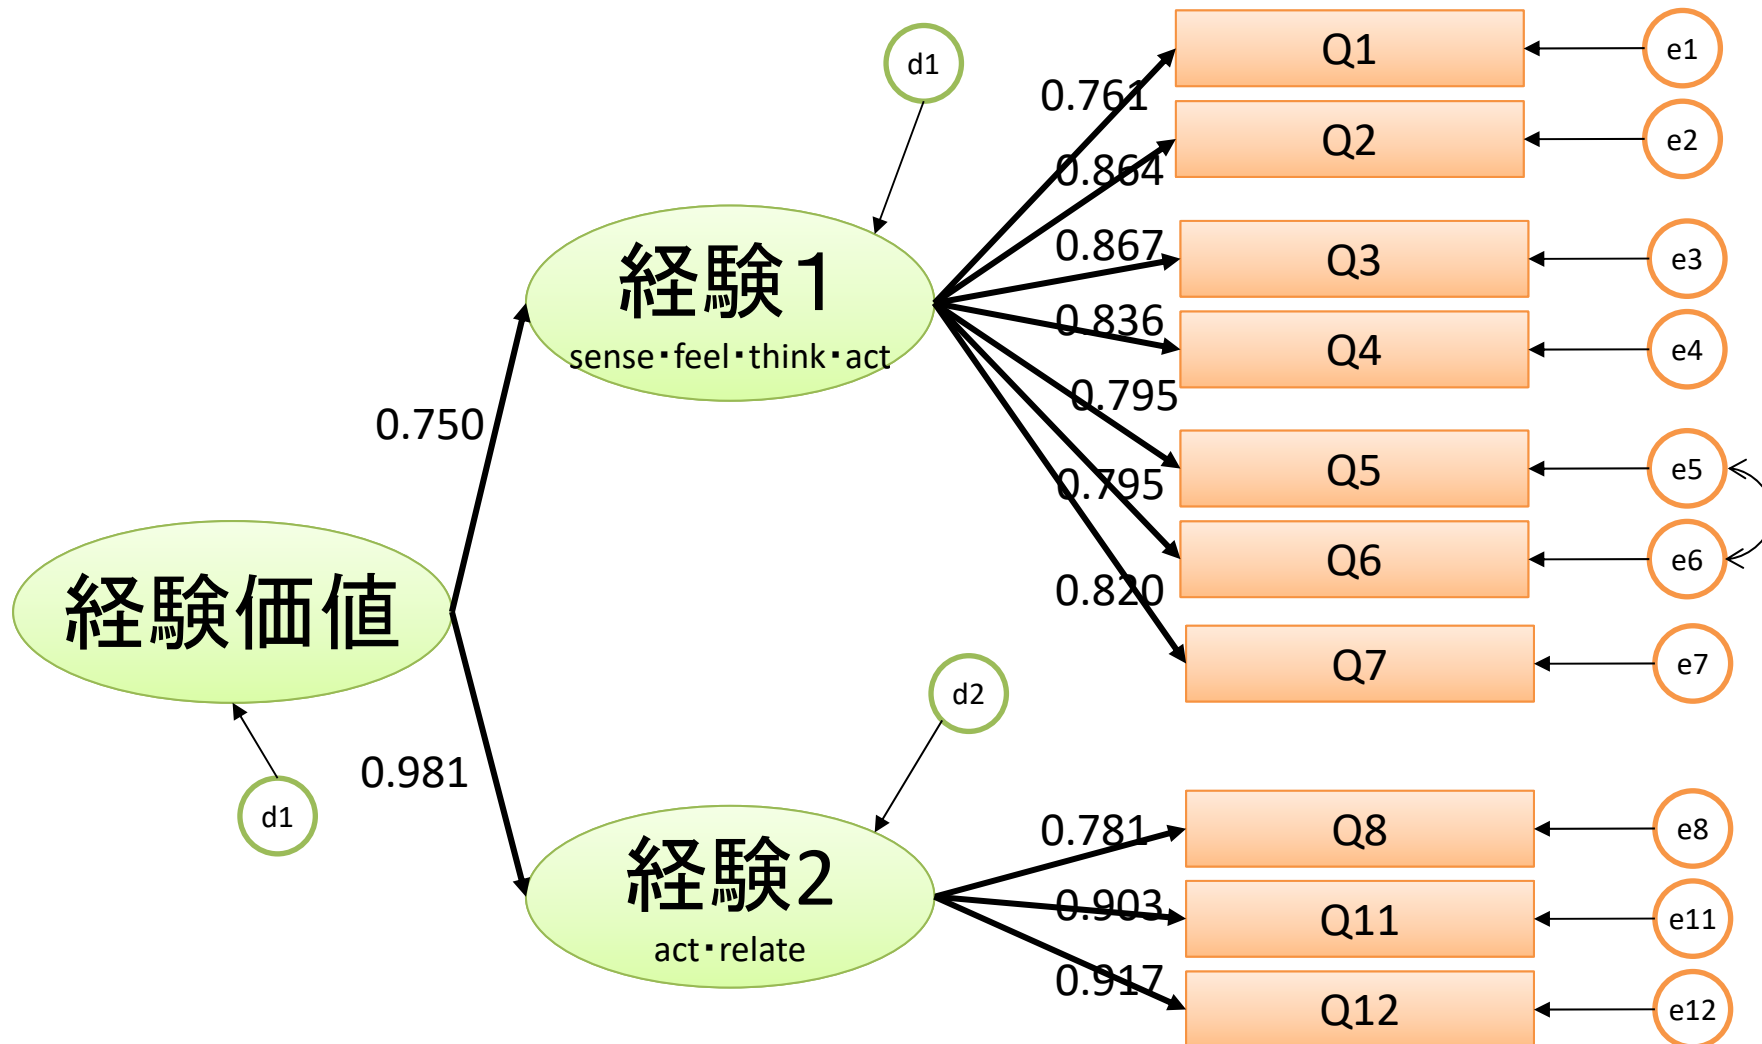 d1
経験1
sense・feel・think・act
0.750
経験価値
d1
0.981
d2
経験2
act・relate
0.761
0.864
0.867
0.836
0.795
0.795
0.820
0.781
0.903
0.917
Q1
e1
Q2
e2
Q3
e3
Q4
e4
Q5
e5
Q6
e6
Q7
e7
Q8
e8
Q11
e11
Q12
e12